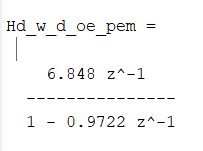 Hd_w_d_oe_pem =
6.848 z^-1
---------------
1 - 0.9722 z^-1